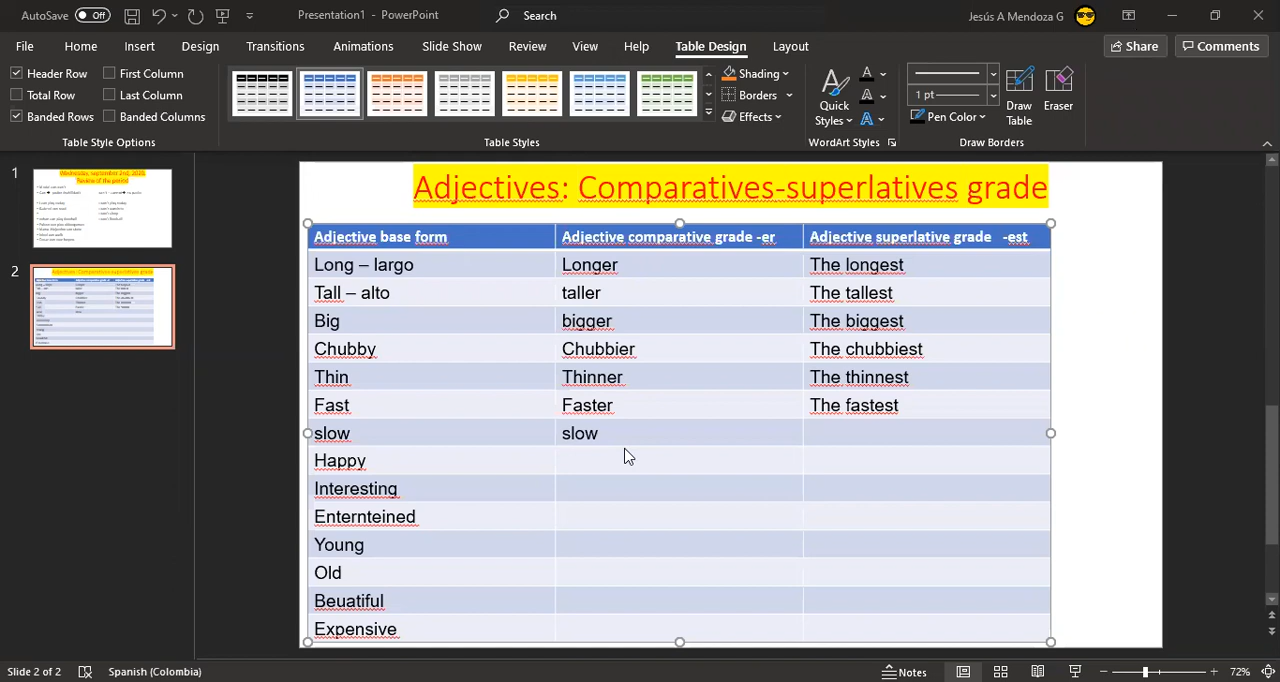 AutoSave Off Presentation1 - PowerPoint Search Jesús A Mendoza G
File Home Insert Design Transitions Animations Slide Show Review View Help Table Design Layout Share Comments
Header Row First Column
Total Row Last Column
Banded Rows Banded Columns
Table Style Options
Table Styles
Shading
Borders
Effects
Quick Styles
A
A
A
WordArt Styles
1 pt
Pen Color
Draw Table
Eraser
Draw Borders
1
2
Adjectives: Comparatives-superlatives grade
Adjective base form Adjective comparative grade -er Adjective superlative grade -est
Long – largo Longer The longest
Tall – alto taller The tallest
Big bigger The biggest
Chubby Chubbier The chubbiest
Thin Thinner The thinnest
Fast Faster The fastest
slow slow
Happy
Interesting
Enternteined
Young
Old
Beuatiful
Expensive
Slide 2 of 2 Spanish (Colombia) Notes 72%